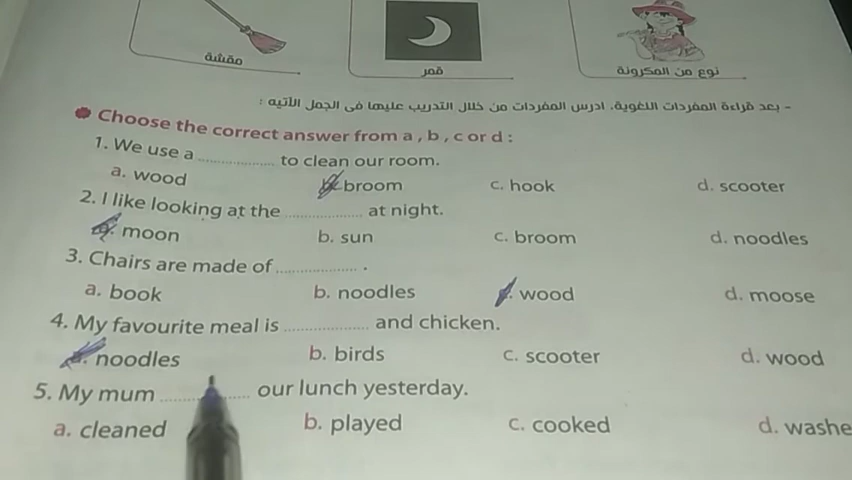 مقشة
قمر
نوع من المكرونة
- بعد قراءة المفردات اللغوية، ادرس المفردات من خلال التدريب عليها فى الجمل الآتيه :
Choose the correct answer from a , b , c or d :
1. We use a .................... to clean our room.
a. wood b. broom c. hook d. scooter
2. I like looking at the .................... at night.
a. moon b. sun c. broom d. noodles
3. Chairs are made of .................... .
a. book b. noodles c. wood d. moose
4. My favourite meal is .................... and chicken.
a. noodles b. birds c. scooter d. wood
5. My mum .................... our lunch yesterday.
a. cleaned b. played c. cooked d. washe